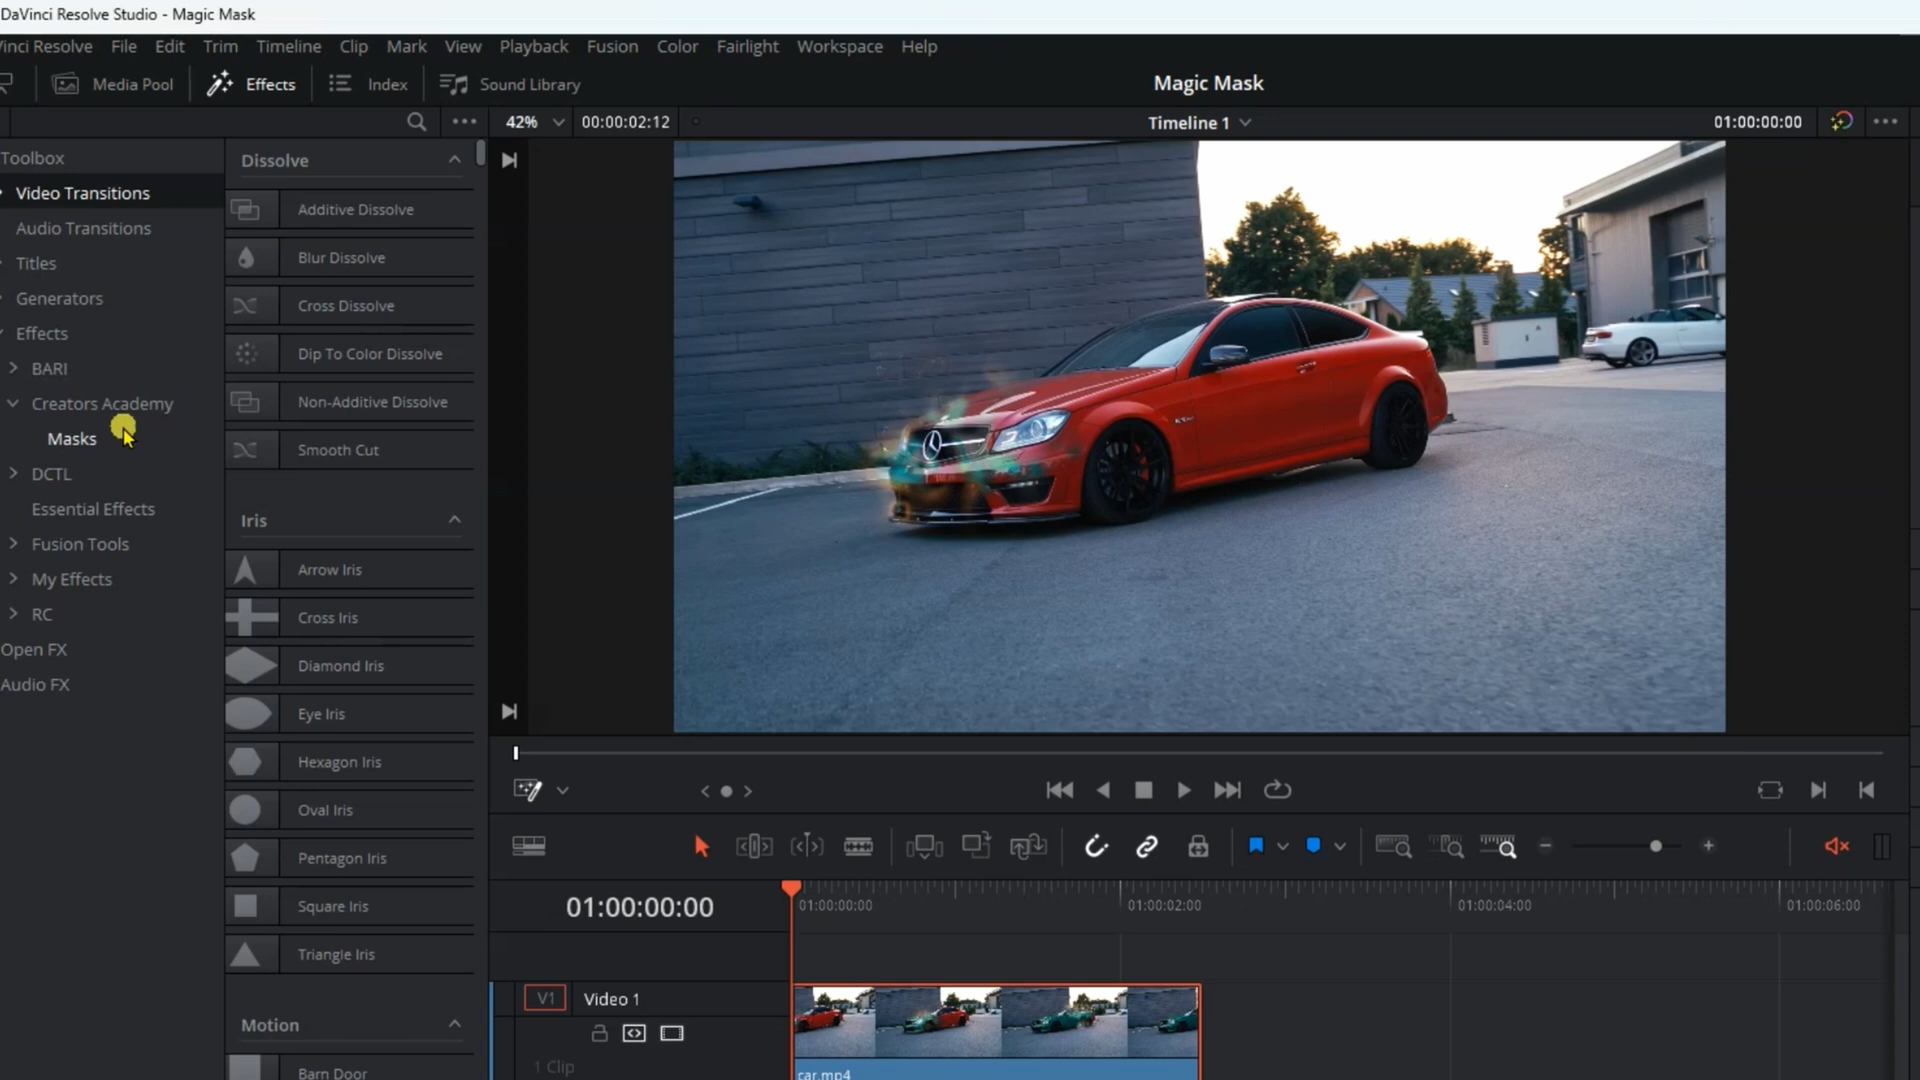 DaVinci Resolve Studio - Magic Mask
Vinci Resolve File Edit Trim Timeline Clip Mark View Playback Fusion Color Fairlight Workspace Help
Media Pool Effects Index Sound Library Magic Mask
42% 00:00:02:12 Timeline 1 01:00:00:00
Toolbox
Video Transitions
Audio Transitions
Titles
Generators
Effects
BARI
Creators Academy
Masks
DCTL
Essential Effects
Fusion Tools
My Effects
RC
Open FX
Audio FX
Dissolve
Additive Dissolve
Blur Dissolve
Cross Dissolve
Dip To Color Dissolve
Non-Additive Dissolve
Smooth Cut
Iris
Arrow Iris
Cross Iris
Diamond Iris
Eye Iris
Hexagon Iris
Oval Iris
Pentagon Iris
Square Iris
Triangle Iris
Motion
Barn Door
01:00:00:00
01:00:00:00 01:00:02:00 01:00:04:00 01:00:06:00
V1 Video 1
1 Clip
car.mp4